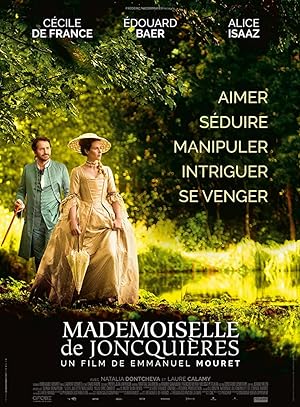 CÉCILE
DE FRANCE
ÉDOUARD
BAER
ALICE
ISAAZ
AIMER
SÉDUIRE
MANIPULER
INTRIGUER
SE VENGER
MADEMOISELLE
de JONCQUIÈRES
UN FILM DE EMMANUEL MOURET
avec NATALIA DONTCHEVA et LAURE CALAMY